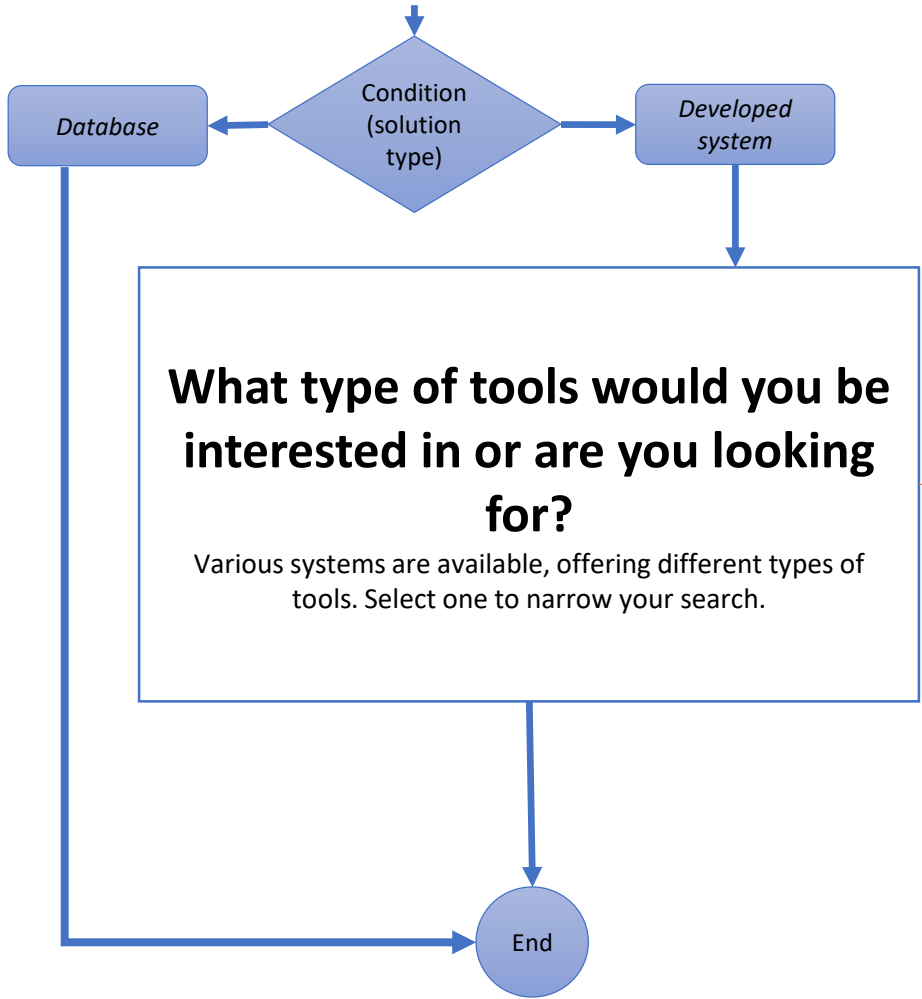 Condition
(solution
type)
Database
Developed
system
What type of tools would you be
interested in or are you looking
for?
Various systems are available, offering different types of
tools. Select one to narrow your search.
End